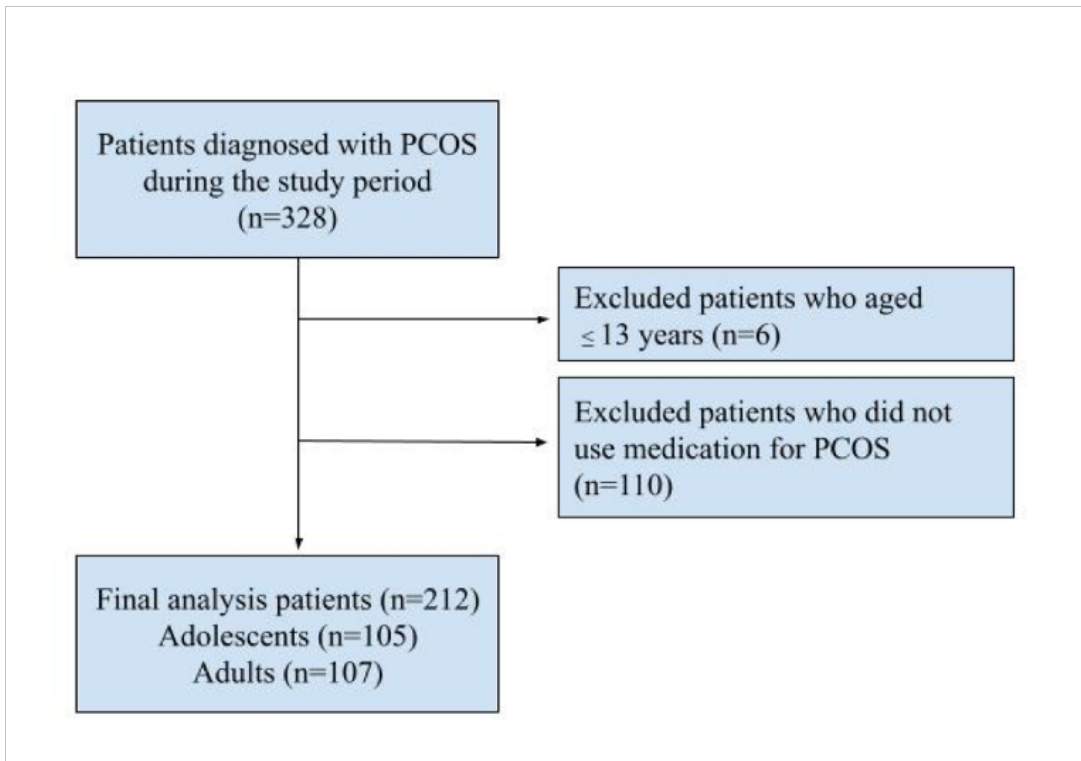 Patients diagnosed with PCOS
during the study period
(n=328)
Excluded patients who aged
≤ 13 years (n=6)
Excluded patients who did not
use medication for PCOS
(n=110)
Final analysis patients (n=212)
Adolescents (n=105)
Adults (n=107)